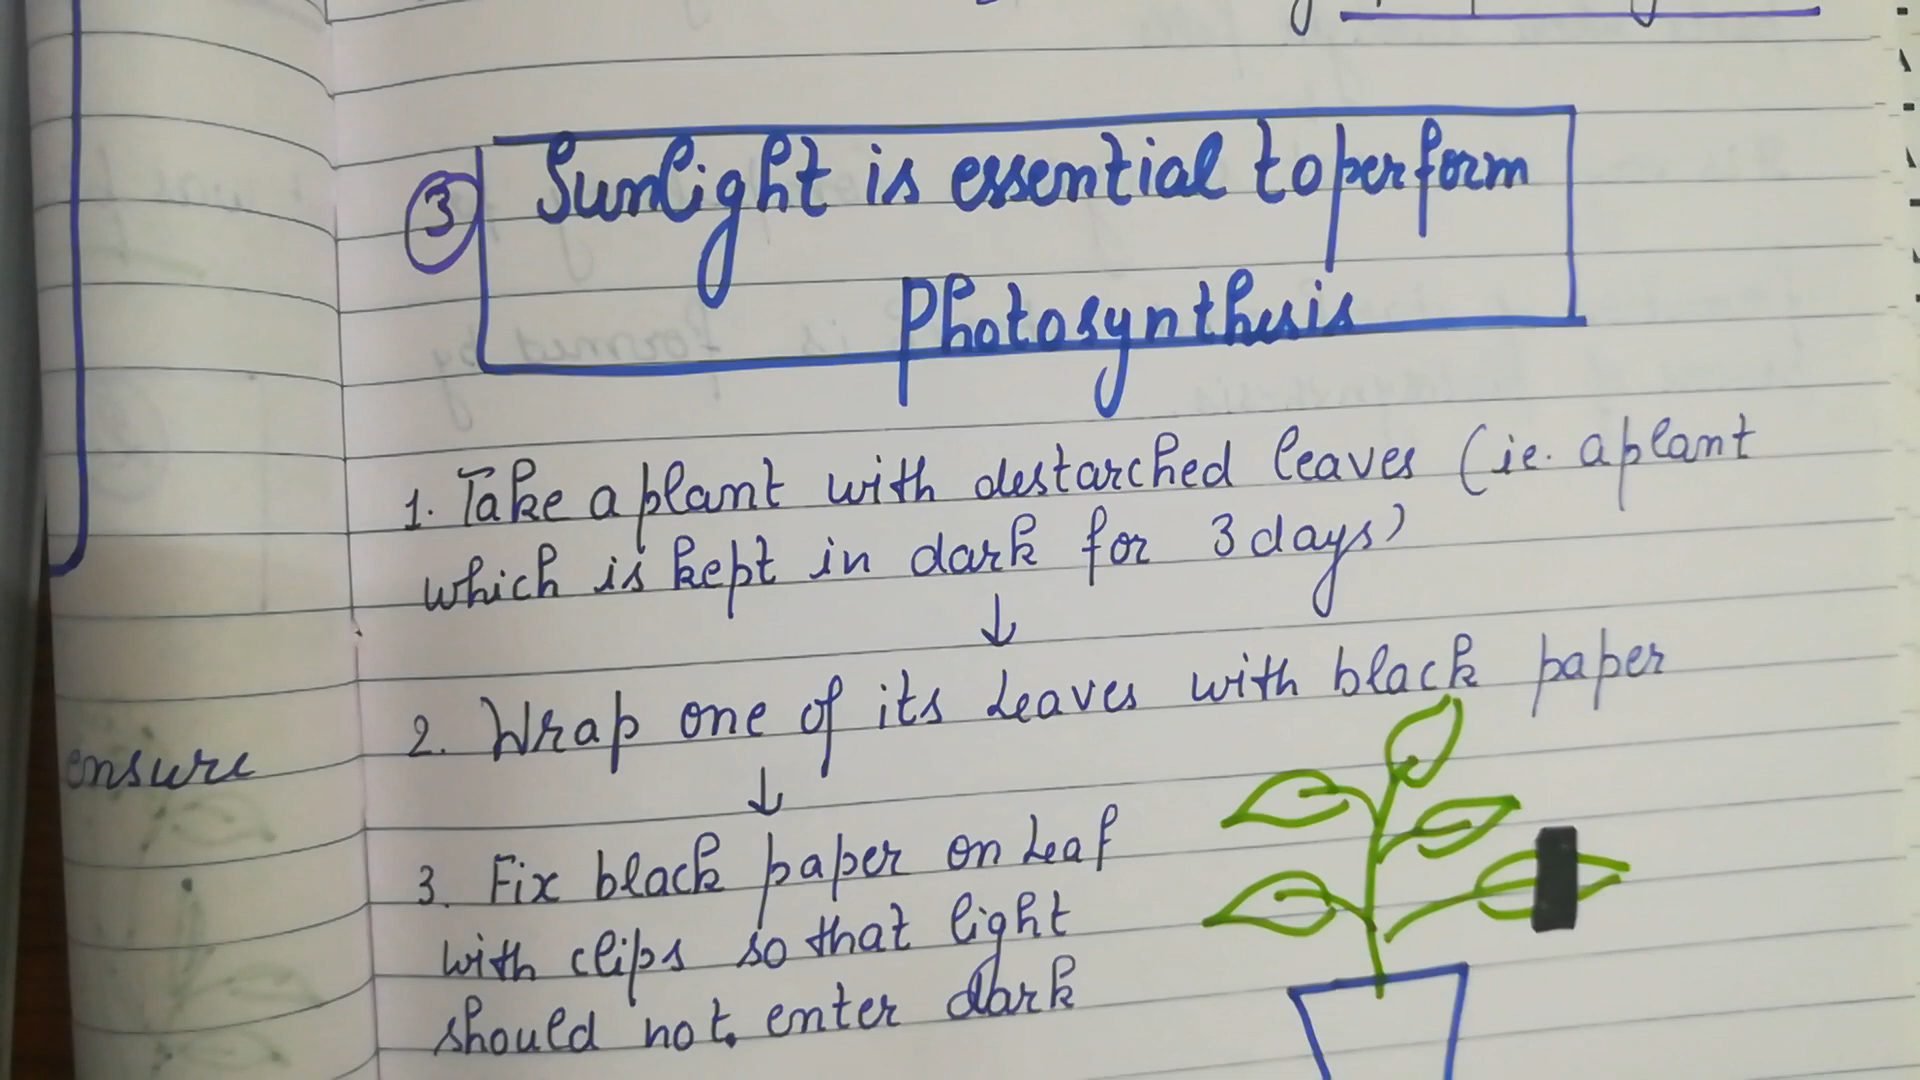 ③ Sunlight is essential to perform
Photosynthesis
1. Take a plant with destarched leaves (ie. a plant
which is kept in dark for 3 days)
↓
2. Wrap one of its leaves with black paper
↓
3. Fix black paper on leaf
with clips so that light
should not enter dark
ensure